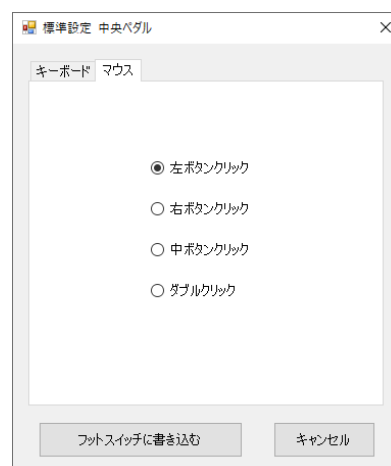 標準設定 中央ペダル
キーボード マウス
左ボタンクリック
右ボタンクリック
中ボタンクリック
ダブルクリック
フットスイッチに書き込む キャンセル